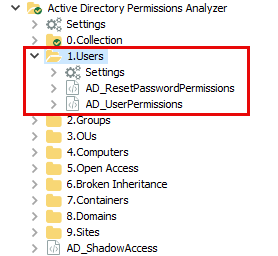 Active Directory Permissions Analyzer
Settings
0.Collection
1.Users
Settings
AD_ResetPasswordPermissions
AD_UserPermissions
2.Groups
3.OUs
4.Computers
5.Open Access
6.Broken Inheritance
7.Containers
8.Domains
9.Sites
AD_ShadowAccess